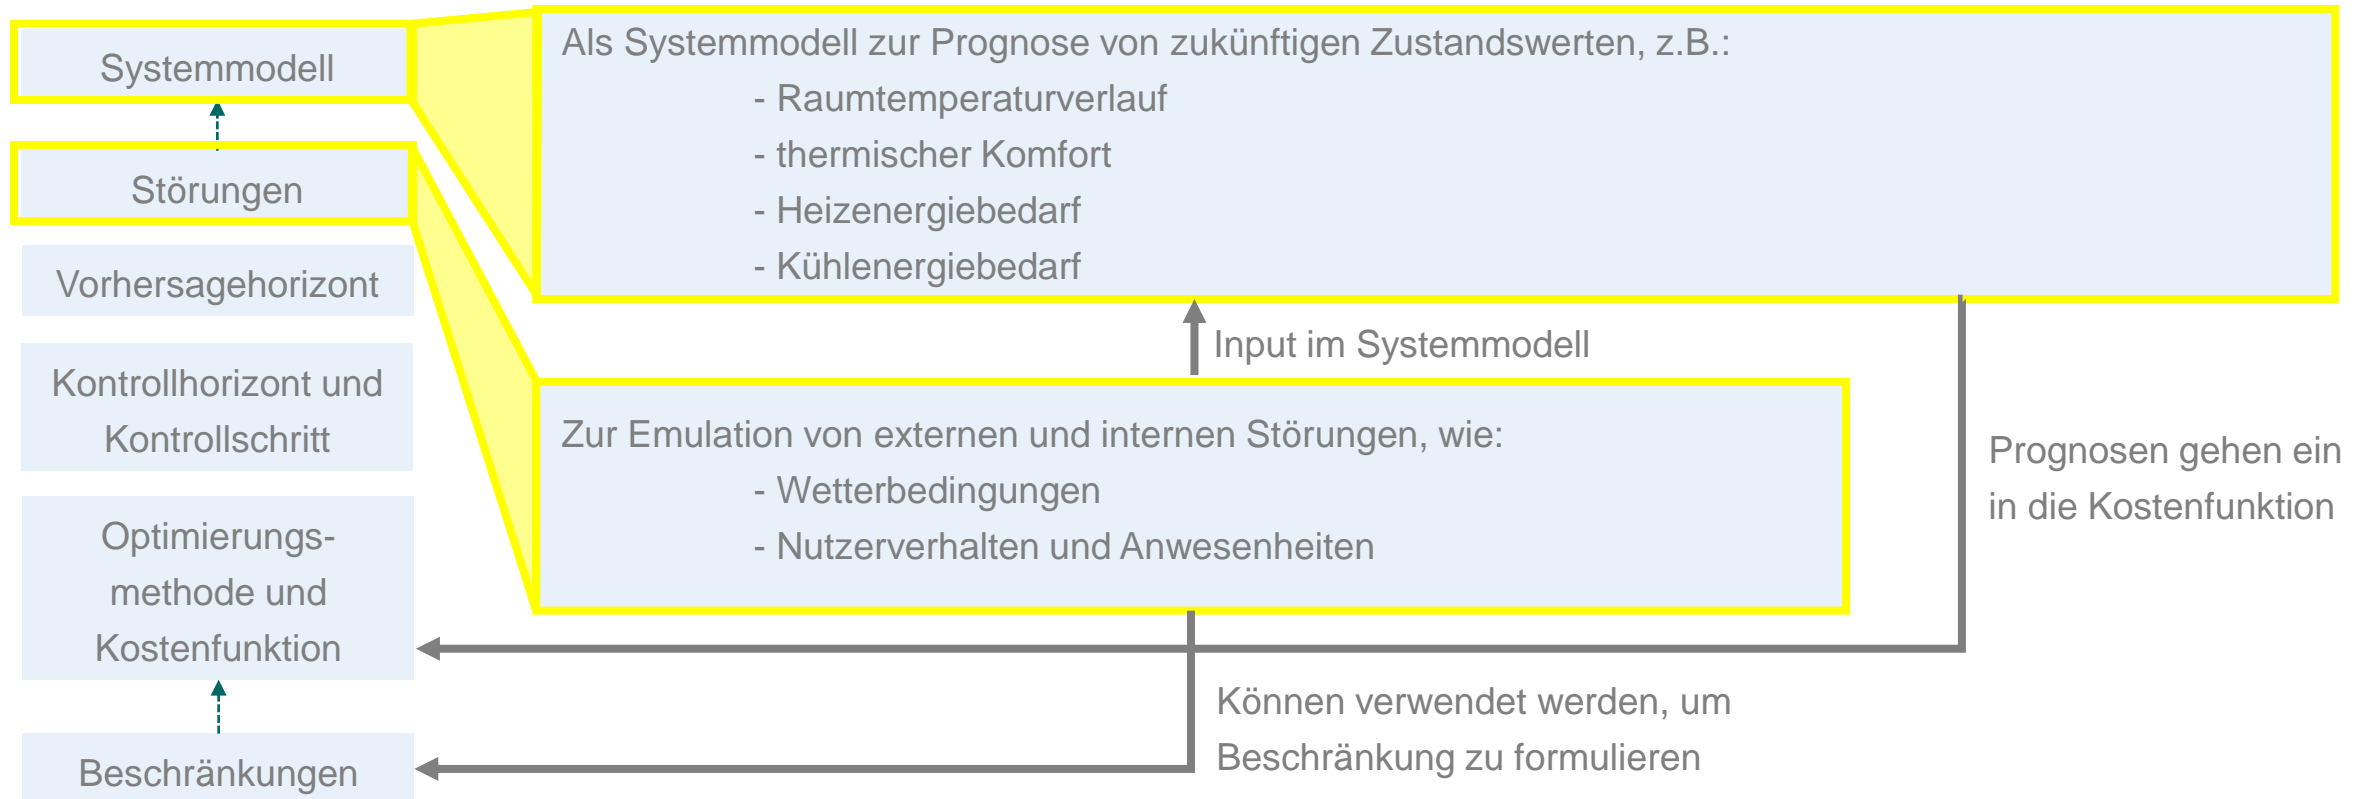 Systemmodell
Störungen
Vorhersagehorizont
Kontrollhorizont und
Kontrollschritt
Optimierungs-
methode und
Kostenfunktion
Beschränkungen
Als Systemmodell zur Prognose von zukünftigen Zustandswerten, z.B.:
- Raumtemperaturverlauf
- thermischer Komfort
- Heizenergiebedarf
- Kühlenergiebedarf
Input im Systemmodell
Zur Emulation von externen und internen Störungen, wie:
- Wetterbedingungen
- Nutzerverhalten und Anwesenheiten
Prognosen gehen ein
in die Kostenfunktion
Können verwendet werden, um
Beschränkung zu formulieren